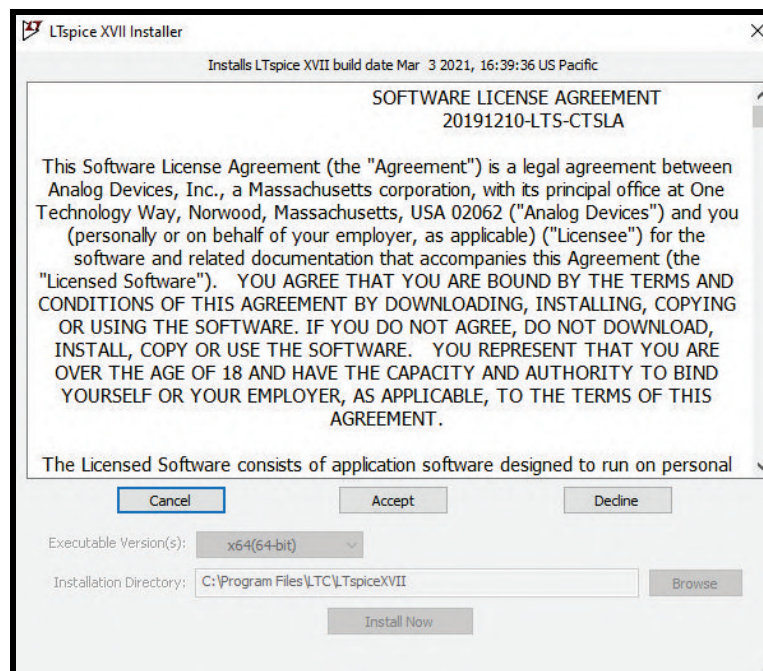 LTspice XVII Installer
Installs LTspice XVII build date Mar 3 2021, 16:39:36 US Pacific
SOFTWARE LICENSE AGREEMENT
20191210-LTS-CTSLA
This Software License Agreement (the "Agreement") is a legal agreement between
Analog Devices, Inc., a Massachusetts corporation, with its principal office at One
Technology Way, Norwood, Massachusetts, USA 02062 ("Analog Devices") and you
(personally or on behalf of your employer, as applicable) ("Licensee") for the
software and related documentation that accompanies this Agreement (the
"Licensed Software"). YOU AGREE THAT YOU ARE BOUND BY THE TERMS AND
CONDITIONS OF THIS AGREEMENT BY DOWNLOADING, INSTALLING, COPYING
OR USING THE SOFTWARE. IF YOU DO NOT AGREE, DO NOT DOWNLOAD,
INSTALL, COPY OR USE THE SOFTWARE. YOU REPRESENT THAT YOU ARE
OVER THE AGE OF 18 AND HAVE THE CAPACITY AND AUTHORITY TO BIND
YOURSELF OR YOUR EMPLOYER, AS APPLICABLE, TO THE TERMS OF THIS
AGREEMENT.
The Licensed Software consists of application software designed to run on personal
Cancel Accept Decline
Executable Version(s): x64(64-bit)
Installation Directory: C:\Program Files\LTC\LTspiceXVII Browse
Install Now